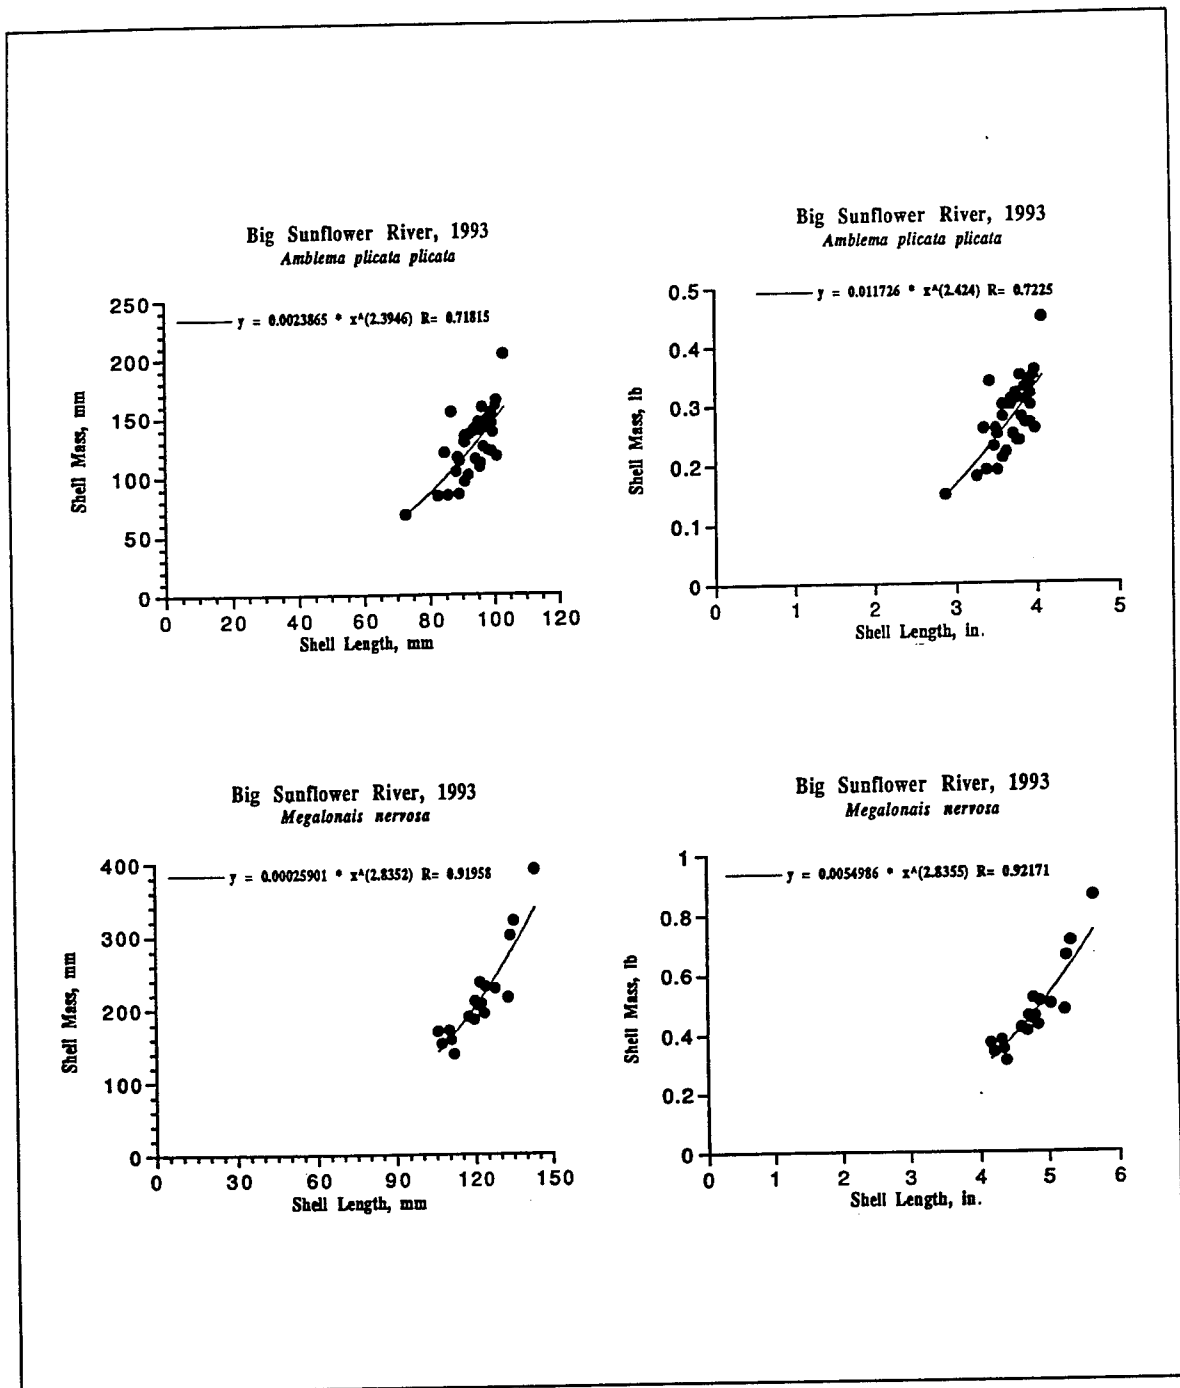 Big Sunflower River, 1993
Amblema plicata plicata
y = 0.0023865 * x^(2.3946) R= 0.71815
250
200
150
100
50
0
Shell Mass, mm
0 20 40 60 80 100 120
Shell Length, mm
Big Sunflower River, 1993
Amblema plicata plicata
y = 0.011726 * x^(2.424) R= 0.7225
0.5
0.4
0.3
0.2
0.1
0
Shell Mass, lb
0 1 2 3 4 5
Shell Length, in.
Big Sunflower River, 1993
Megalonais nervosa
y = 0.00025901 * x^(2.8352) R= 0.91958
400
300
200
100
0
Shell Mass, mm
0 30 60 90 120 150
Shell Length, mm
Big Sunflower River, 1993
Megalonais nervosa
y = 0.0054986 * x^(2.8355) R= 0.92171
1
0.8
0.6
0.4
0.2
0
Shell Mass, lb
0 1 2 3 4 5 6
Shell Length, in.